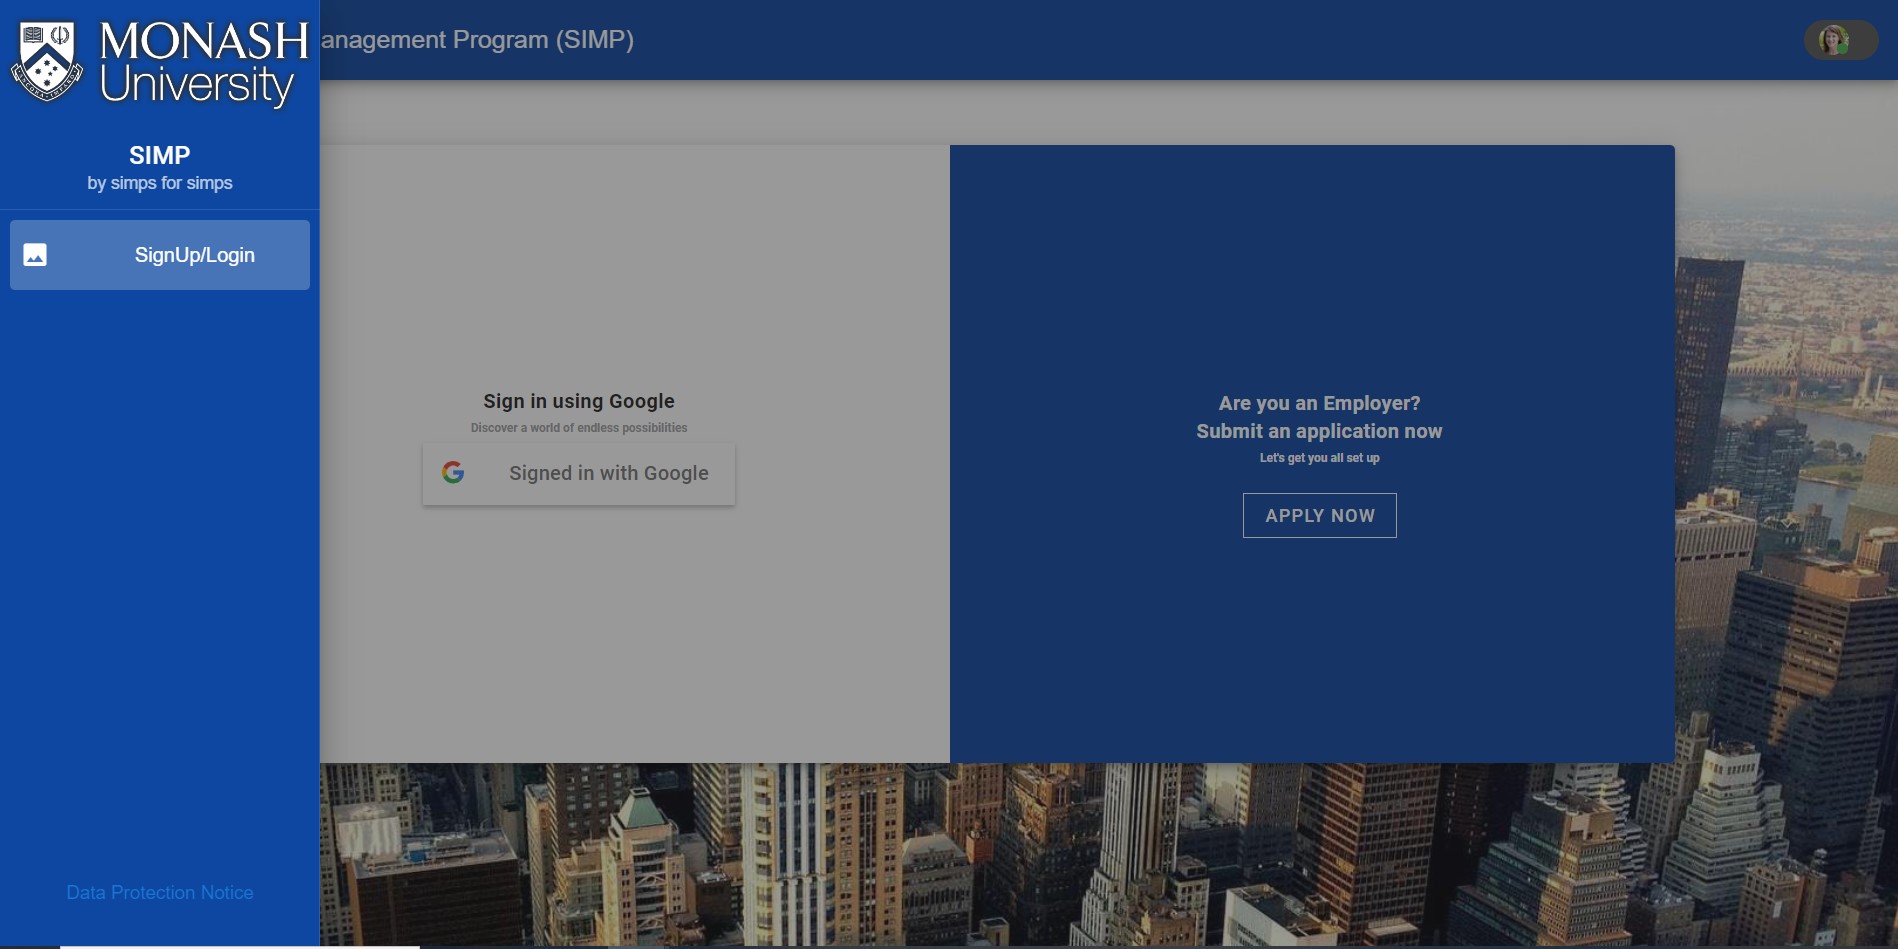 MONASH
University
anagement Program (SIMP)
SIMP
by simps for simps
SignUp/Login
Sign in using Google
Discover a world of endless possibilities
Signed in with Google
Are you an Employer?
Submit an application now
Let's get you all set up
APPLY NOW
Data Protection Notice